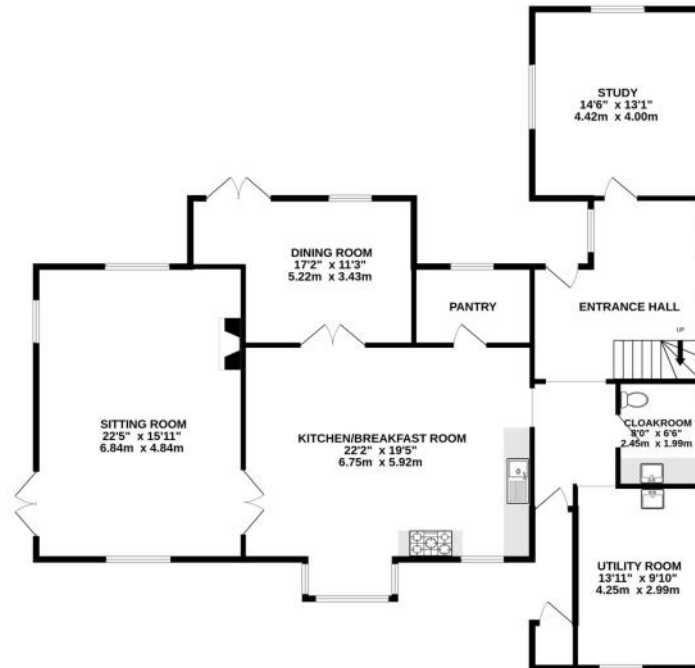 STUDY
14'6" x 13'1"
4.42m x 4.00m
DINING ROOM
17'2" x 11'3"
5.22m x 3.43m
PANTRY
ENTRANCE HALL
UP
SITTING ROOM
22'5" x 15'11"
6.84m x 4.84m
KITCHEN/BREAKFAST ROOM
22'2" x 19'5"
6.75m x 5.92m
CLOAKROOM
8'0" x 6'6"
2.45m x 1.99m
UTILITY ROOM
13'11" x 9'10"
4.25m x 2.99m